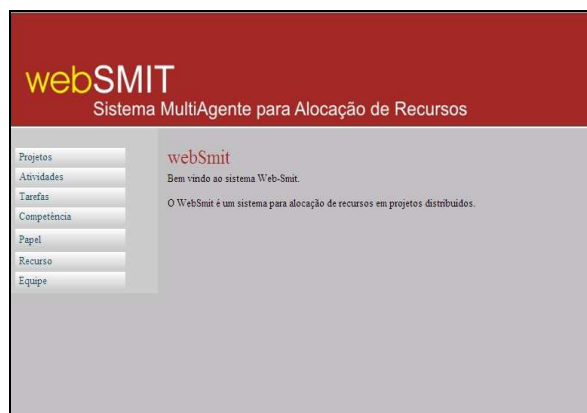 webSMIT
Sistema MultiAgente para Alocação de Recursos
Projetos
Atividades
Tarefas
Competência
Papel
Recurso
Equipe
webSmit
Bem vindo ao sistema Web-Smit.
O WebSmit é um sistema para alocação de recursos em projetos distribuidos.